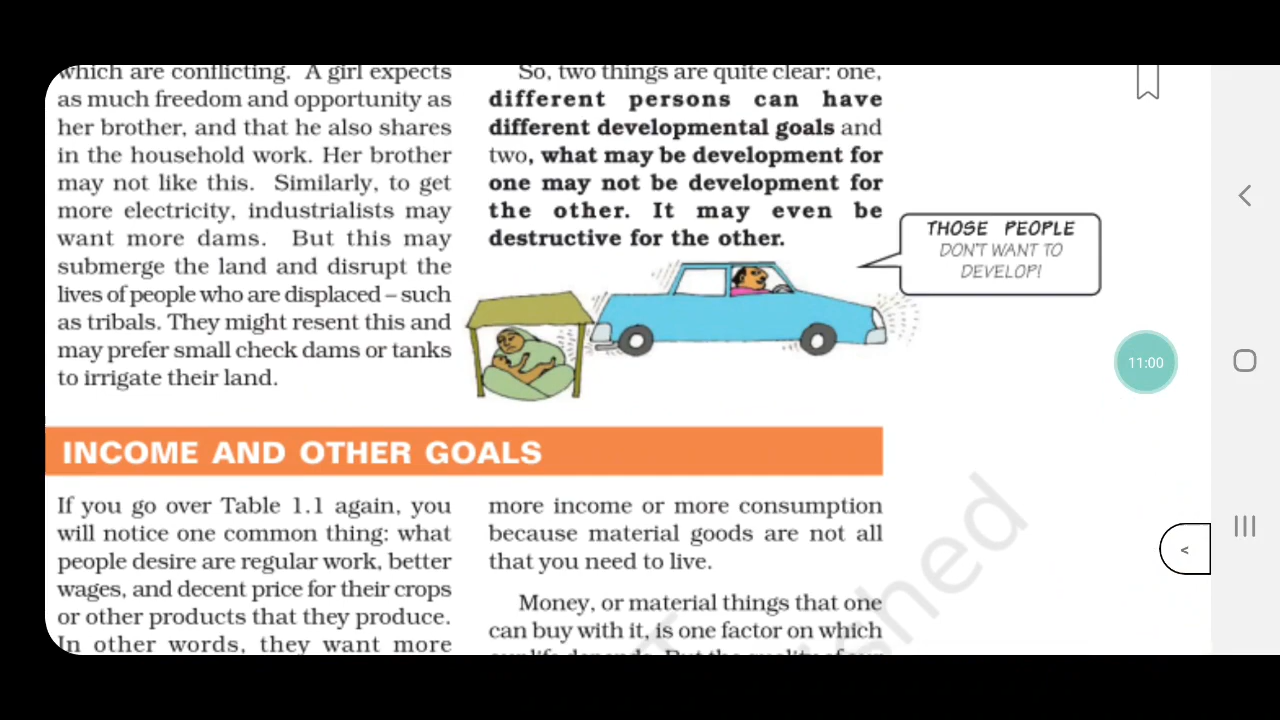 which are conflicting. A girl expects
as much freedom and opportunity as
her brother, and that he also shares
in the household work. Her brother
may not like this. Similarly, to get
more electricity, industrialists may
want more dams. But this may
submerge the land and disrupt the
lives of people who are displaced – such
as tribals. They might resent this and
may prefer small check dams or tanks
to irrigate their land.
So, two things are quite clear: one,
different persons can have
different developmental goals and
two, what may be development for
one may not be development for
the other. It may even be
destructive for the other.
THOSE PEOPLE
DON'T WANT TO
DEVELOP!
11:00
INCOME AND OTHER GOALS
If you go over Table 1.1 again, you
will notice one common thing: what
people desire are regular work, better
wages, and decent price for their crops
or other products that they produce.
In other words, they want more
more income or more consumption
because material goods are not all
that you need to live.
Money, or material things that one
can buy with it, is one factor on which